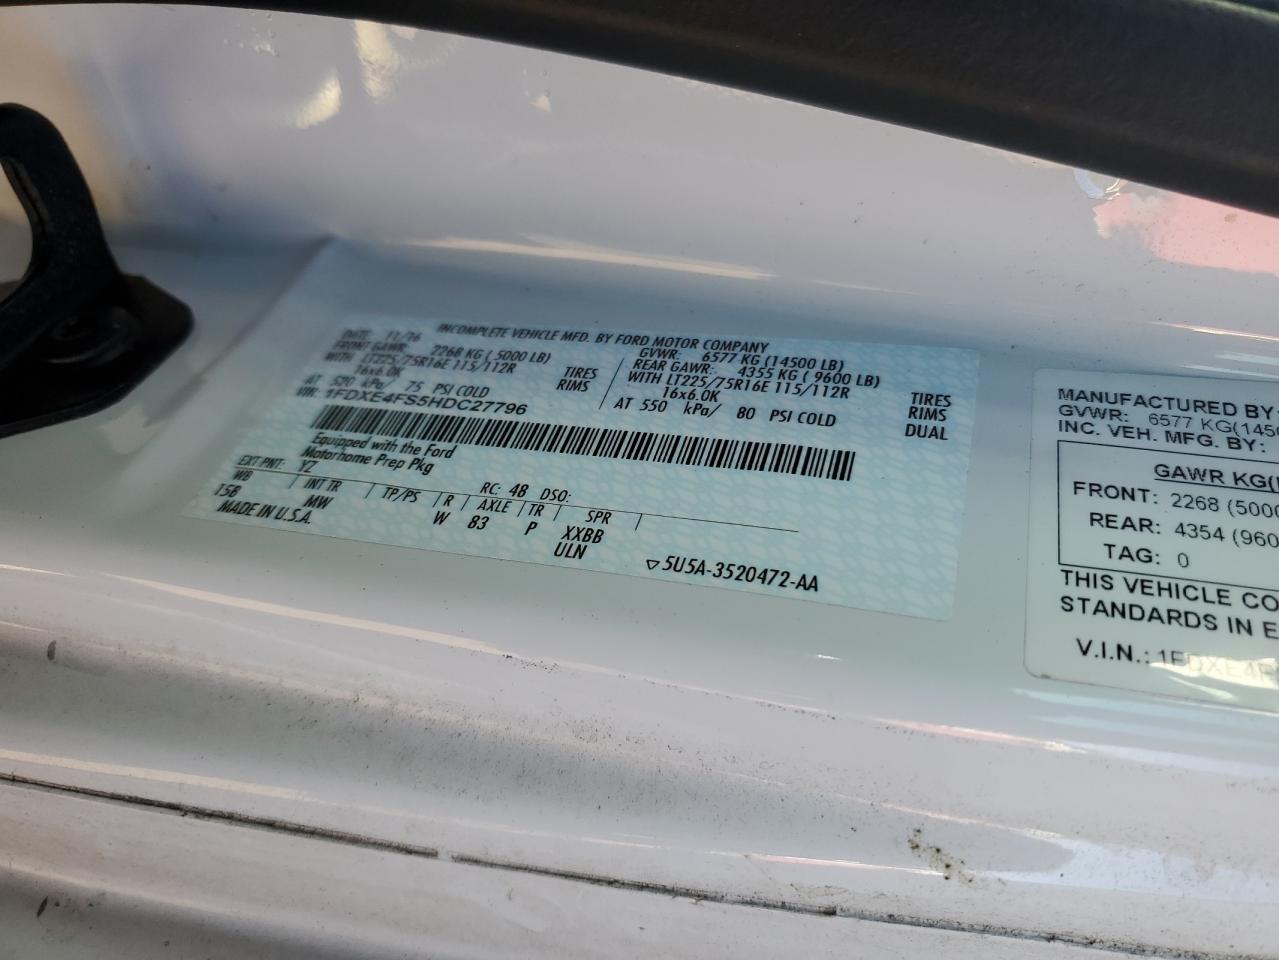 INCOMPLETE VEHICLE MFD. BY FORD MOTOR COMPANY
DATE: 11/16 GVWR: 6577 KG (14500 LB)
FRONT GAWR: 2268 KG ( 5000 LB) REAR GAWR: 4355 KG ( 9600 LB)
WITH LT225/75R16E 115/112R TIRES WITH LT225/75R16E 115/112R TIRES
16x6.0K RIMS 16x6.0K RIMS
AT 520 kPa/ 75 PSI COLD AT 550 kPa/ 80 PSI COLD DUAL
VIN: 1FDXE4FS5HDC27796
Equipped with the Ford
Motorhome Prep Pkg
EXT PNT: YZ RC: 48 DSO:
WB INT TR TP/PS R AXLE TR SPR
158 MW W 83 P XXBB
MADE IN U.S.A. ULN
▽5U5A-3520472-AA
MANUFACTURED BY:
GVWR: 6577 KG(1450
INC. VEH. MFG. BY:
GAWR KG(
FRONT: 2268 (5000
REAR: 4354 (960
TAG: 0
THIS VEHICLE CO
STANDARDS IN E
V.I.N.: 1FDXE4F